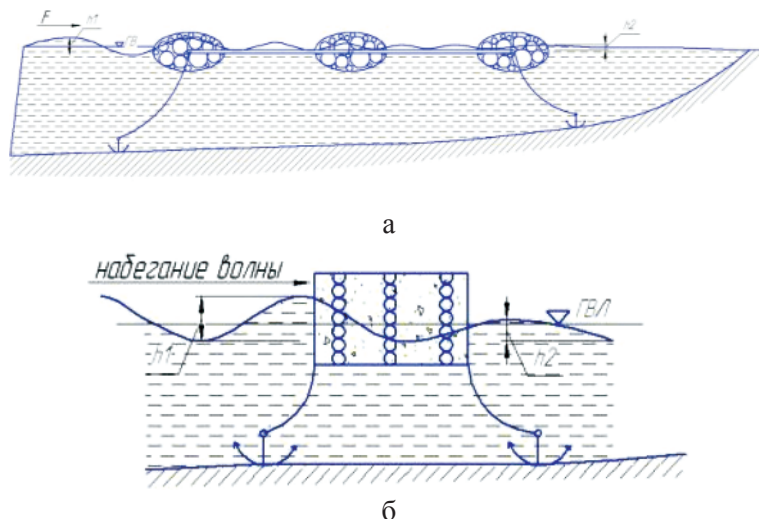 F h1 ГВ h2
а
набегание волны
ГВЛ
h1 h2
б